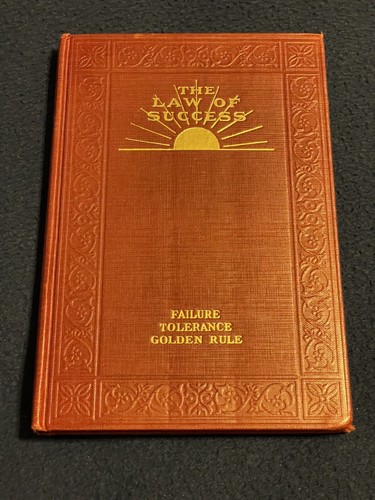 THE
LAW OF
SUCCESS
FAILURE
TOLERANCE
GOLDEN RULE